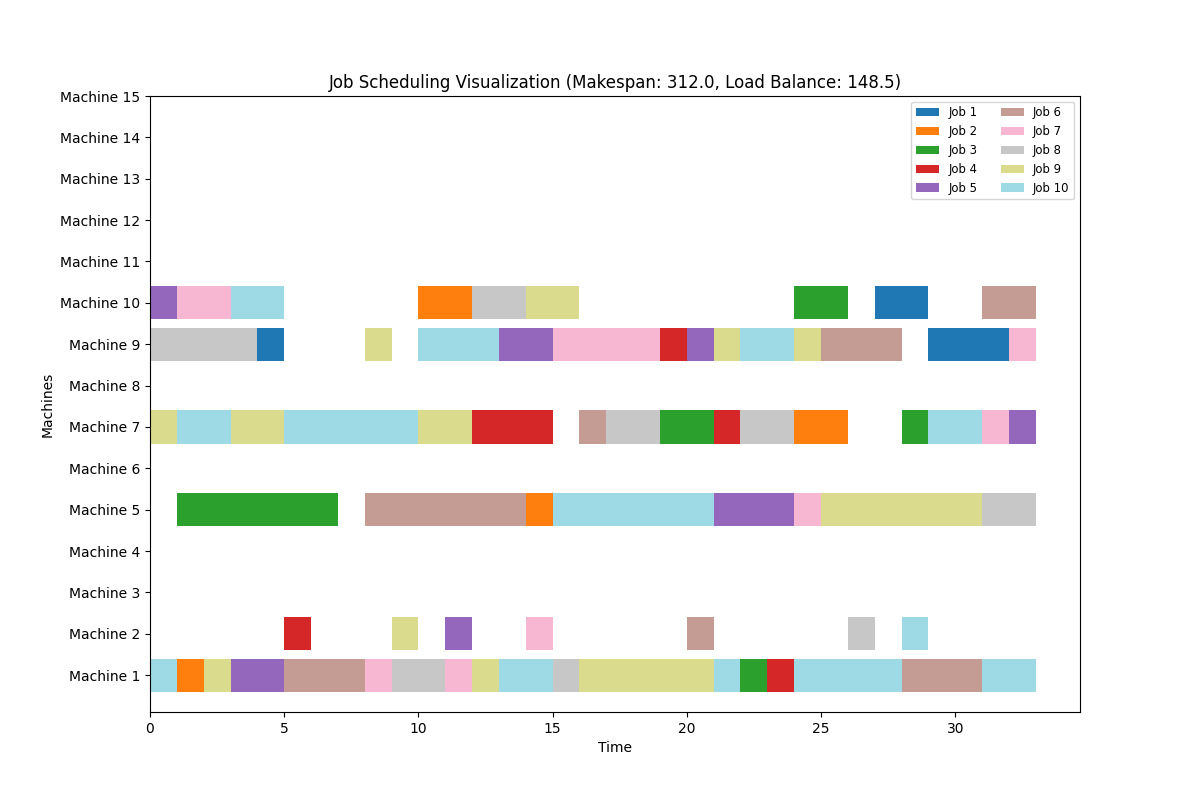 Job Scheduling Visualization (Makespan: 312.0, Load Balance: 148.5)
Machine 15
Machine 14
Machine 13
Machine 12
Machine 11
Machine 10
Machine 9
Machine 8
Machine 7
Machine 6
Machine 5
Machine 4
Machine 3
Machine 2
Machine 1
Machines
0 5 10 15 20 25 30
Time
Job 1
Job 2
Job 3
Job 4
Job 5
Job 6
Job 7
Job 8
Job 9
Job 10